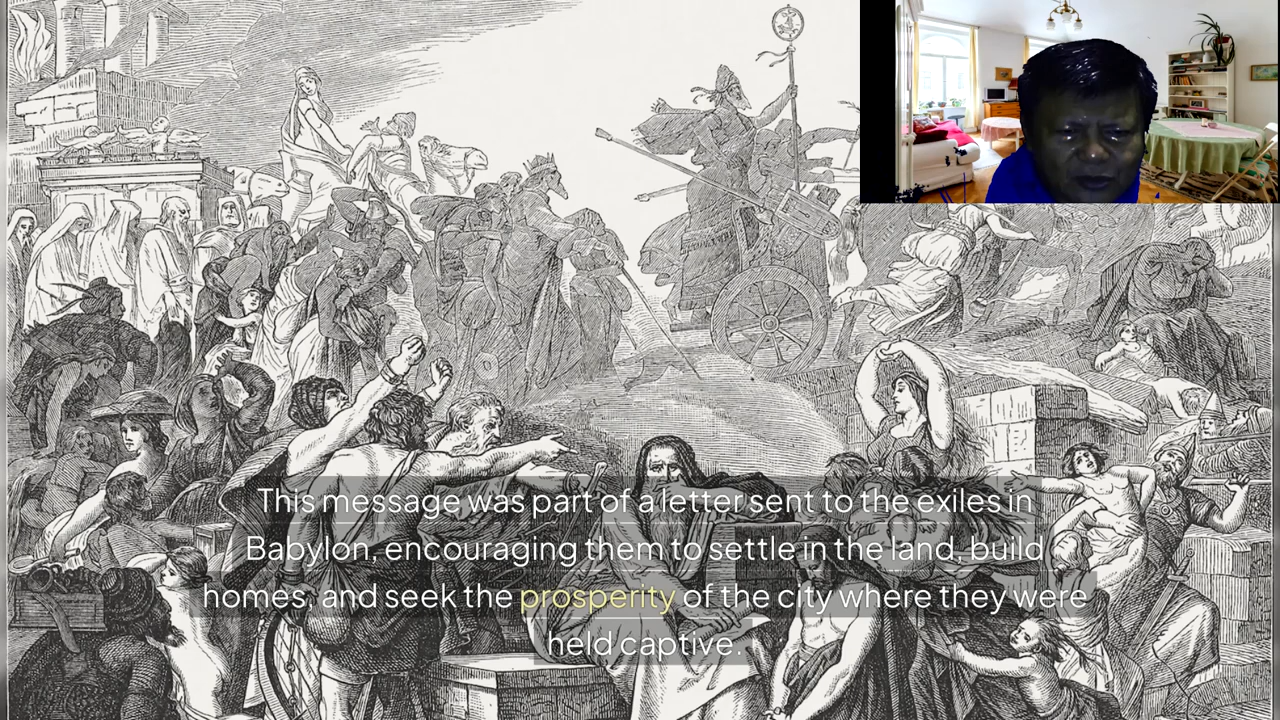 This message was part of a letter sent to the exiles in
Babylon, encouraging them to settle in the land, build
homes, and seek the prosperity of the city where they were
held captive.